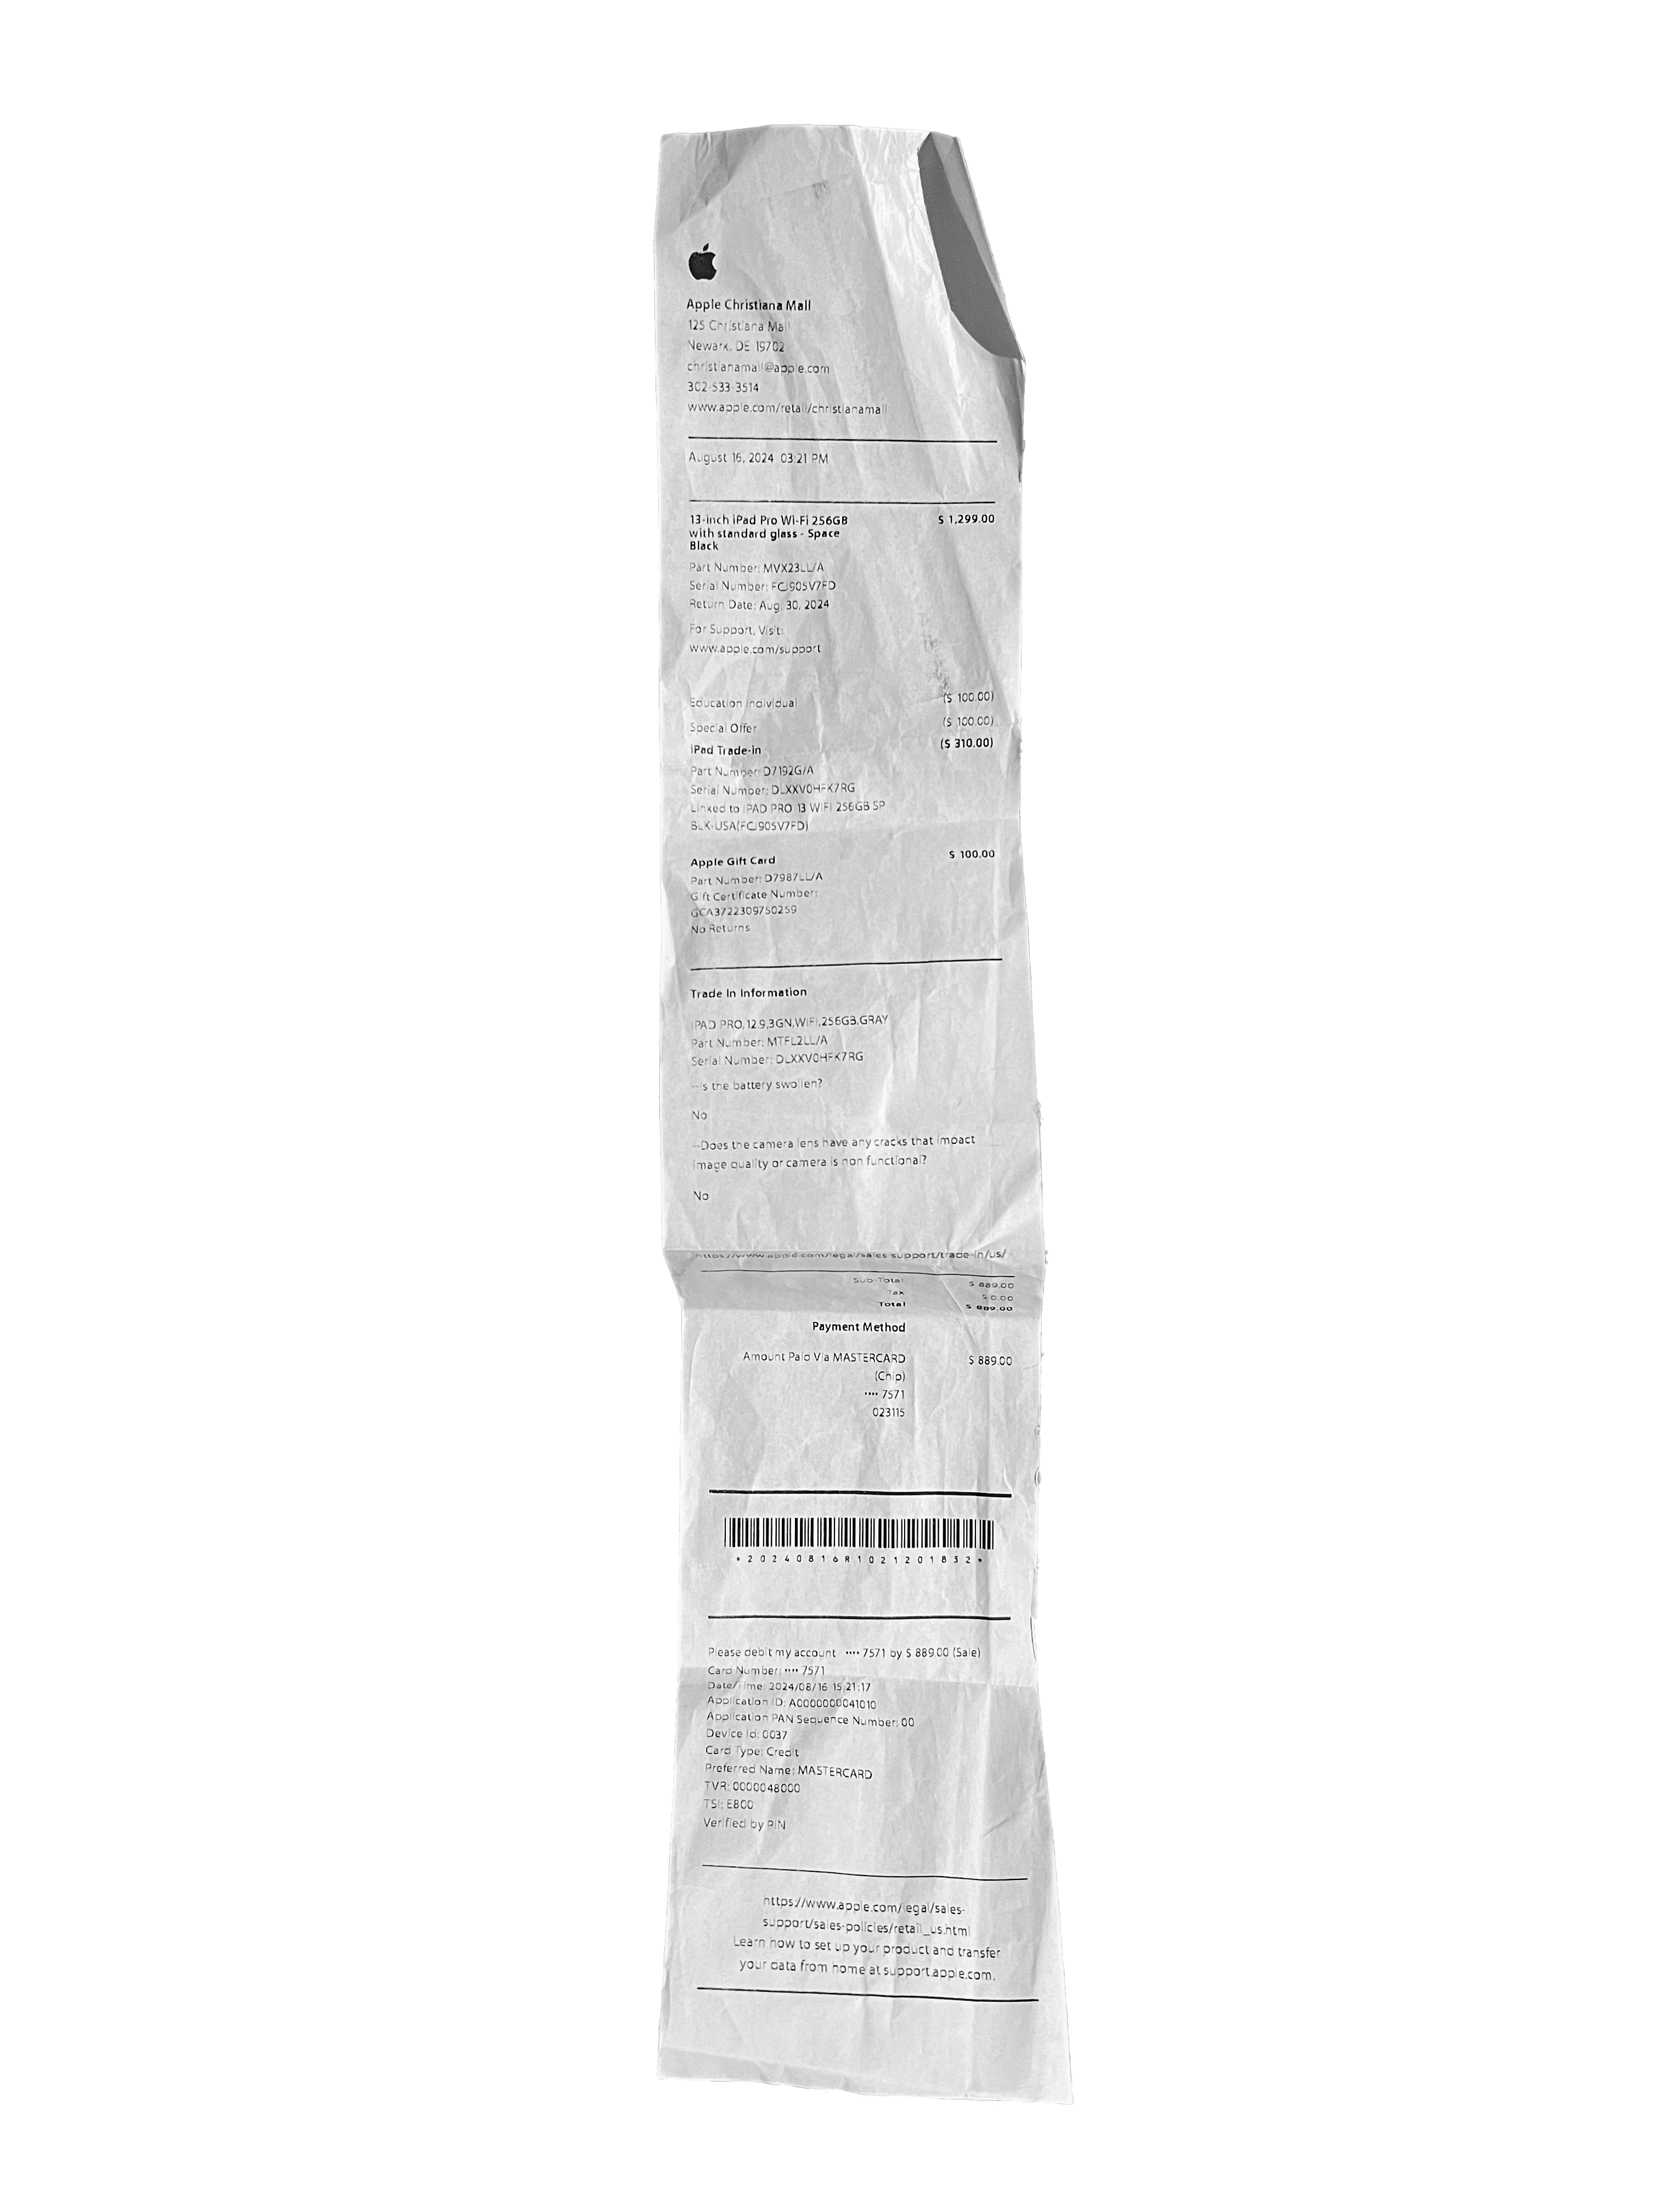 Apple Christiana Mall
125 Christiana Mall
Newark, DE 19702
christianamall@apple.com
302-533-3514
www.apple.com/retail/christianamall
August 16, 2024 03:21 PM
13-inch iPad Pro Wi-Fi 256GB $ 1,299.00
with standard glass - Space
Black
Part Number: MVX23LL/A
Serial Number: FCJ905V7FD
Return Date: Aug. 30, 2024
For Support, Visit:
www.apple.com/support
Education Individual ($ 100.00)
Special Offer ($ 100.00)
iPad Trade-in ($ 310.00)
Part Number: D7192G/A
Serial Number: DLXXV0HFK7RG
Linked to IPAD PRO 13 WIFI 256GB SP
BLK-USA(FCJ905V7FD)
Apple Gift Card $ 100.00
Part Number: D7987LL/A
Gift Certificate Number:
GCA3722309750259
No Returns
Trade In Information
IPAD PRO,12.9,3GN,WIFI,256GB,GRAY
Part Number: MTFL2LL/A
Serial Number: DLXXV0HFK7RG
--Is the battery swollen?
No
--Does the camera lens have any cracks that impact
image quality or camera is non functional?
No
https://www.apple.com/legal/sales-support/trade-in/us/
Sub-Total $ 889.00
Tax $ 0.00
Total $ 889.00
Payment Method
Amount Paid Via MASTERCARD $ 889.00
(Chip)
•••• 7571
023115
*20240816R1021201832*
Please debit my account •••• 7571 by $ 889.00 (Sale)
Card Number: •••• 7571
Date/Time: 2024/08/16 15:21:17
Application ID: A0000000041010
Application PAN Sequence Number: 00
Device Id: 0037
Card Type: Credit
Preferred Name: MASTERCARD
TVR: 0000048000
TSI: E800
Verified by PIN
https://www.apple.com/legal/sales-
support/sales-policies/retail_us.html
Learn how to set up your product and transfer
your data from home at support.apple.com.